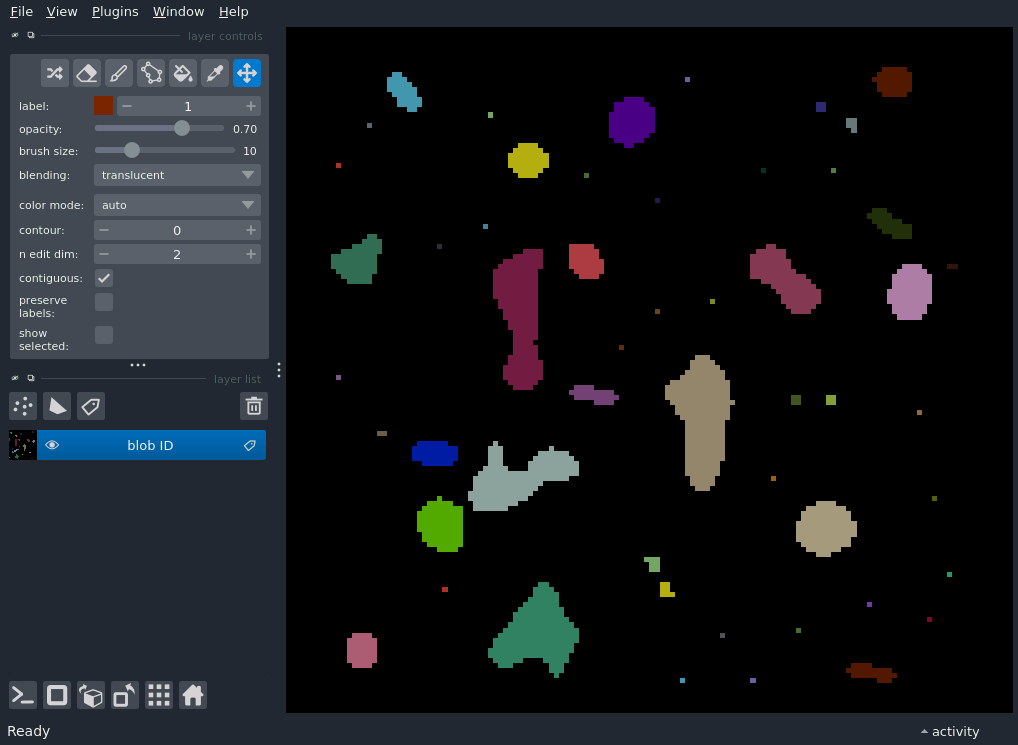 File View Plugins Window Help
layer controls
label: 1
opacity: 0.70
brush size: 10
blending: translucent
color mode: auto
contour: 0
n edit dim: 2
contiguous:
preserve
labels:
show
selected:
layer list
blob ID
Ready
activity